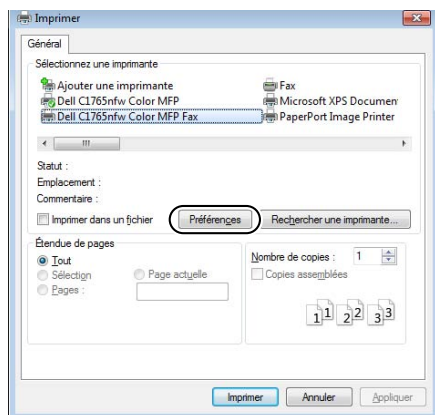 Imprimer
Général
Sélectionnez une imprimante
Ajouter une imprimante
Fax
Dell C1765nfw Color MFP
Microsoft XPS Documen
Dell C1765nfw Color MFP Fax
PaperPort Image Printer
Statut :
Emplacement :
Commentaire :
Imprimer dans un fichier
Préférences
Rechercher une imprimante...
Étendue de pages
Tout
Nombre de copies : 1
Sélection
Page actuelle
Copies assemblées
Pages :
1 1 2 2 3 3
Imprimer
Annuler
Appliquer